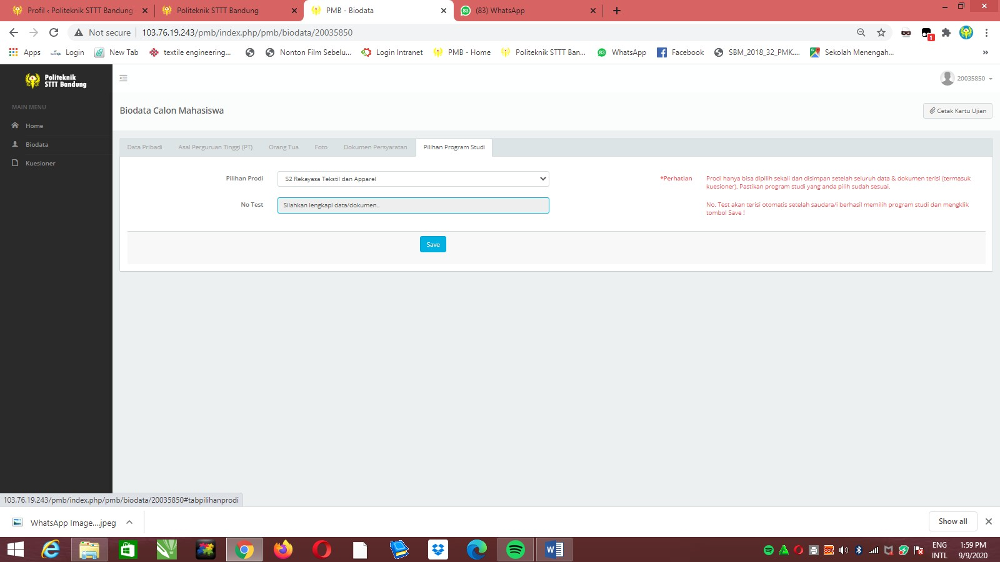 Profil ‹ Politeknik STTT Bandung
Politeknik STTT Bandung
PMB - Biodata
(83) WhatsApp
Not secure
103.76.19.243/pmb/index.php/pmb/biodata/20035850
Apps
Login
New Tab
textile engineering...
Nonton Film Sebelu...
Login Intranet
PMB - Home
Politeknik STTT Ban...
WhatsApp
Facebook
SBM_2018_32_PMK....
Sekolah Menengah...
»
Politeknik
STTT Bandung
20035850
MAIN MENU
Home
Biodata
Kuesioner
Biodata Calon Mahasiswa
Cetak Kartu Ujian
Data Pribadi
Asal Perguruan Tinggi (PT)
Orang Tua
Foto
Dokumen Persyaratan
Pilihan Program Studi
Pilihan Prodi
S2 Rekayasa Tekstil dan Apparel
*Perhatian
Prodi hanya bisa dipilih sekali dan disimpan setelah seluruh data & dokumen terisi (termasuk
kuesioner). Pastikan program studi yang anda pilih sudah sesuai.
No Test
Silahkan lengkapi data/dokumen..
No. Test akan terisi otomatis setelah saudara/i berhasil memilih program studi dan mengklik
tombol Save !
Save
103.76.19.243/pmb/index.php/pmb/biodata/20035850#tabpilihanprodi
WhatsApp Image....jpeg
Show all
ENG
INTL
1:59 PM
9/9/2020